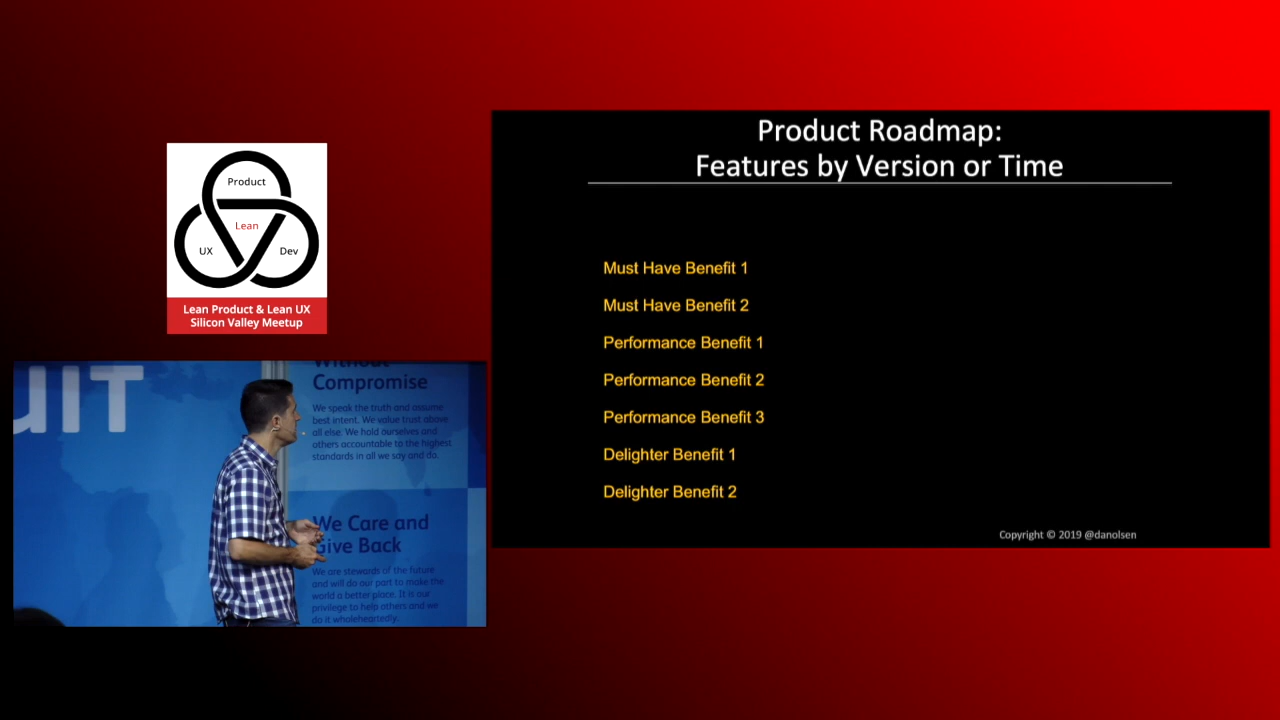 Product
Lean
UX
Dev
Lean Product & Lean UX
Silicon Valley Meetup
UIT
Without
Compromise
We speak the truth and assume
best intent. We value trust above
all else. We hold ourselves and
others accountable to the highest
standards in all we say and do.
We Care and
Give Back
We are stewards of the future
and will do our part to make the
world a better place. It is our
privilege to help others and we
do it wholeheartedly.
Product Roadmap:
Features by Version or Time
Must Have Benefit 1
Must Have Benefit 2
Performance Benefit 1
Performance Benefit 2
Performance Benefit 3
Delighter Benefit 1
Delighter Benefit 2
Copyright © 2019 @danolsen